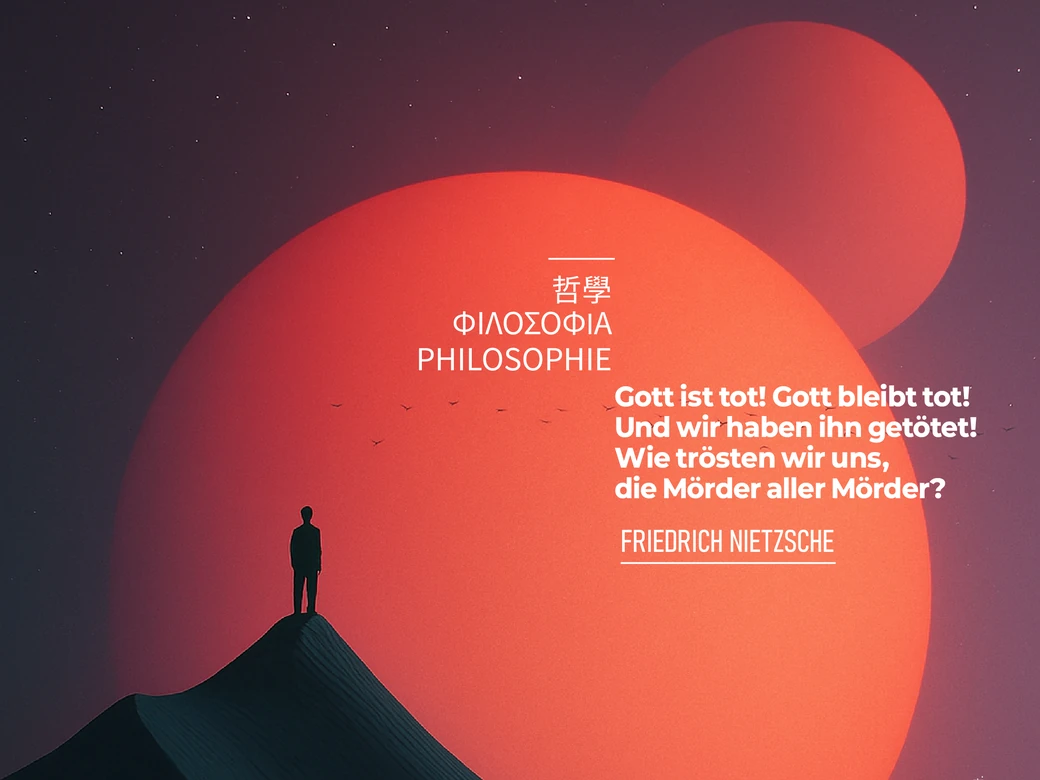 哲學
ΦΙΛΟΣΟΦΙΑ
PHILOSOPHIE
Gott ist tot! Gott bleibt tot!
Und wir haben ihn getötet!
Wie trösten wir uns,
die Mörder aller Mörder?
FRIEDRICH NIETZSCHE